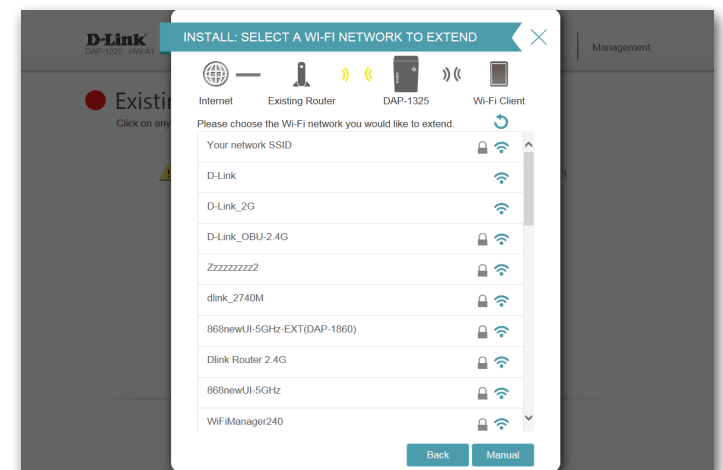 D-Link
DAP-1325 HW:A1
INSTALL: SELECT A WI-FI NETWORK TO EXTEND
Management
Internet
Existing Router
DAP-1325
Wi-Fi Client
Existi
Click on any
Please choose the Wi-Fi network you would like to extend.
Your network SSID
D-Link
D-Link_2G
D-Link_OBU-2.4G
Zzzzzzzzz2
dlink_2740M
868newUI-5GHz-EXT(DAP-1860)
Dlink Router 2.4G
868newUI-5GHz
WiFiManager240
Back
Manual